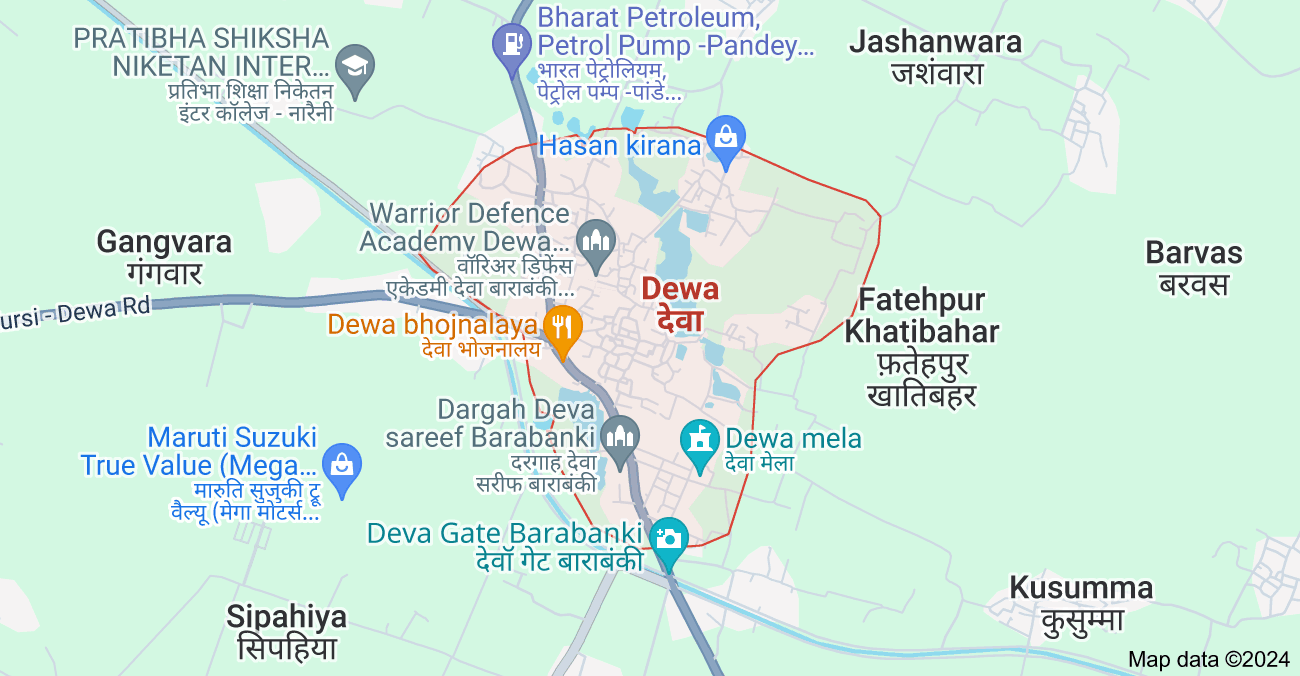 PRATIBHA SHIKSHA
NIKETAN INTER...
प्रतिभा शिक्षा निकेतन
इंटर कॉलेज - नारैनी
Bharat Petroleum,
Petrol Pump -Pandey...
भारत पेट्रोलियम,
पेट्रोल पम्प -पांडे...
Jashanwara
जशंवारा
Hasan kirana
Warrior Defence
Academy Dewa...
वॉरिअर डिफेंस
एकेडमी देवा बाराबंकी...
Gangvara
गंगवार
Barvas
बरवस
Dewa
देवा
Fatehpur
Khatibahar
फ़तेहपुर
खातिबहर
ursi - Dewa Rd
Dewa bhojnalaya
देवा भोजनालय
Dargah Deva
sareef Barabanki
दरगाह देवा
सरीफ बाराबंकी
Dewa mela
देवा मेला
Maruti Suzuki
True Value (Mega...
मारुति सुजुकी ट्रू
वैल्यू (मेगा मोटर्स...
Deva Gate Barabanki
देवॉ गेट बाराबंकी
Sipahiya
सिपहिया
Kusumma
कुसुम्मा
Map data ©2024